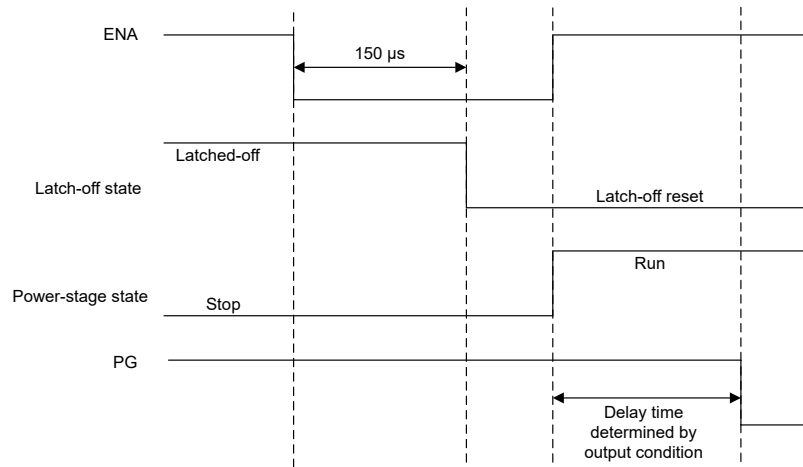 ENA
150 µs
Latched-off
Latch-off state
Latch-off reset
Run
Power-stage state
Stop
PG
Delay time
determined by
output condition